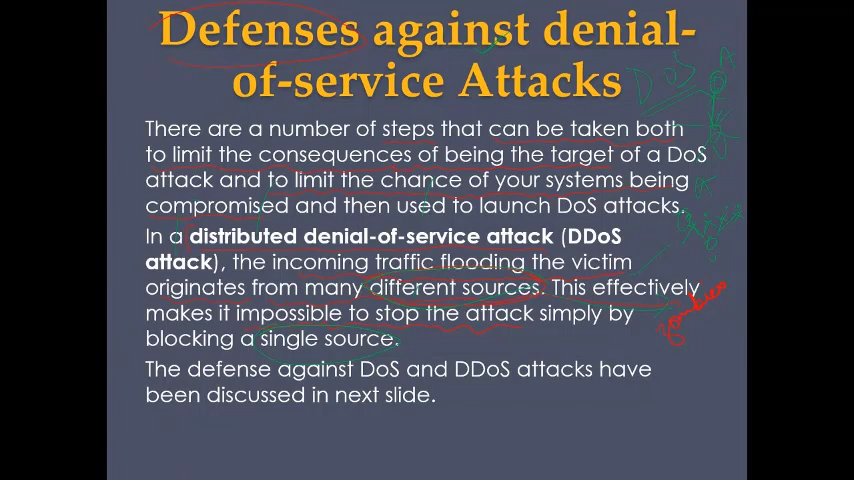 Defenses against denial-
of-service Attacks
DoS
A
There are a number of steps that can be taken both
to limit the consequences of being the target of a DoS
attack and to limit the chance of your systems being
compromised and then used to launch DoS attacks.
In a distributed denial-of-service attack (DDoS
attack), the incoming traffic flooding the victim
originates from many different sources. This effectively
zombies
makes it impossible to stop the attack simply by
blocking a single source.
The defense against DoS and DDoS attacks have
been discussed in next slide.